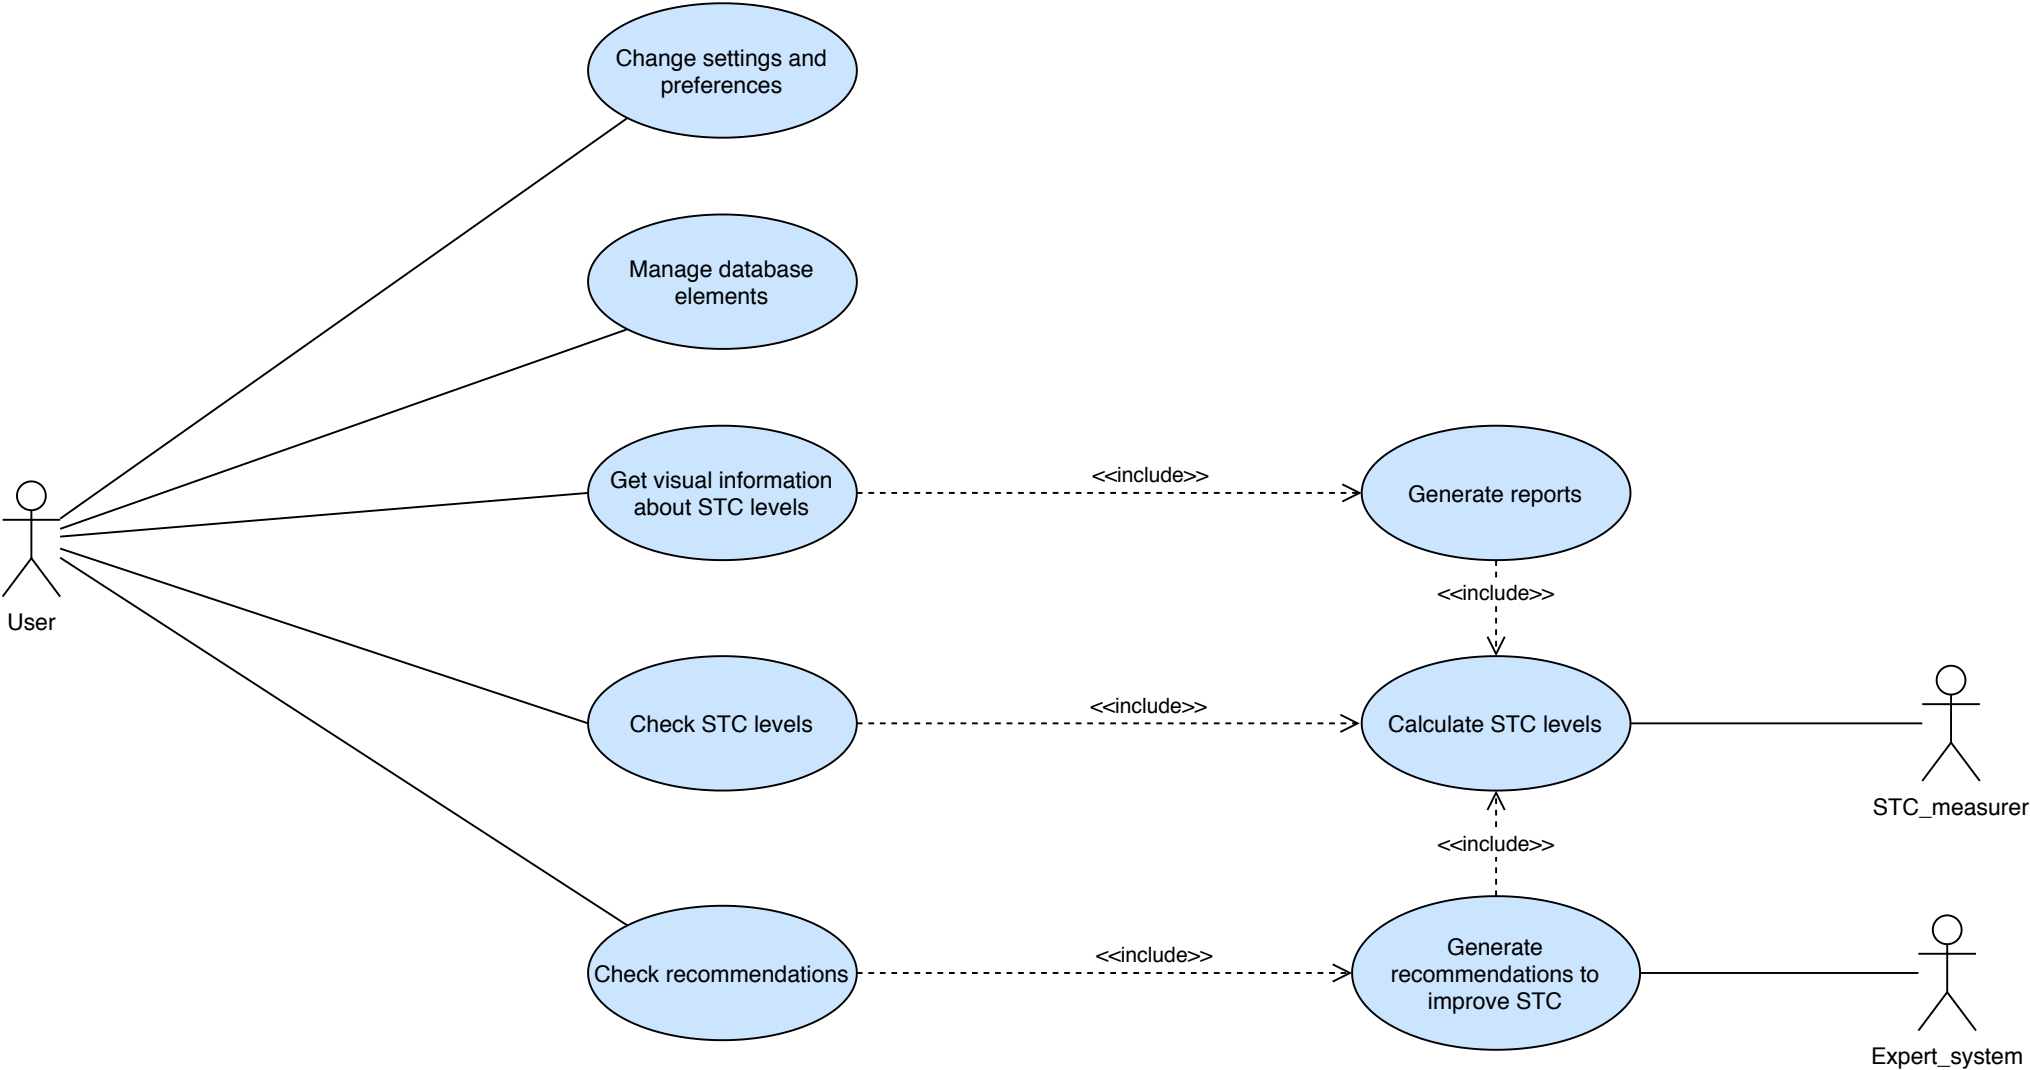 Change settings and
preferences
Manage database
elements
Get visual information
about STC levels
<<include>>
Generate reports
<<include>>
User
Check STC levels
<<include>>
Calculate STC levels
STC_measurer
<<include>>
Check recommendations
<<include>>
Generate
recommendations to
improve STC
Expert_system